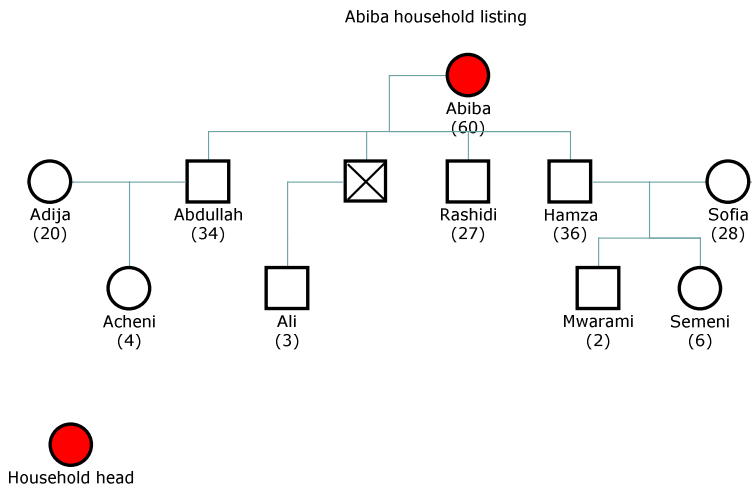 Abiba household listing
Abiba
(60)
Adija
(20)
Abdullah
(34)
Rashidi
(27)
Hamza
(36)
Sofia
(28)
Acheni
(4)
Ali
(3)
Mwarami
(2)
Semeni
(6)
Household head